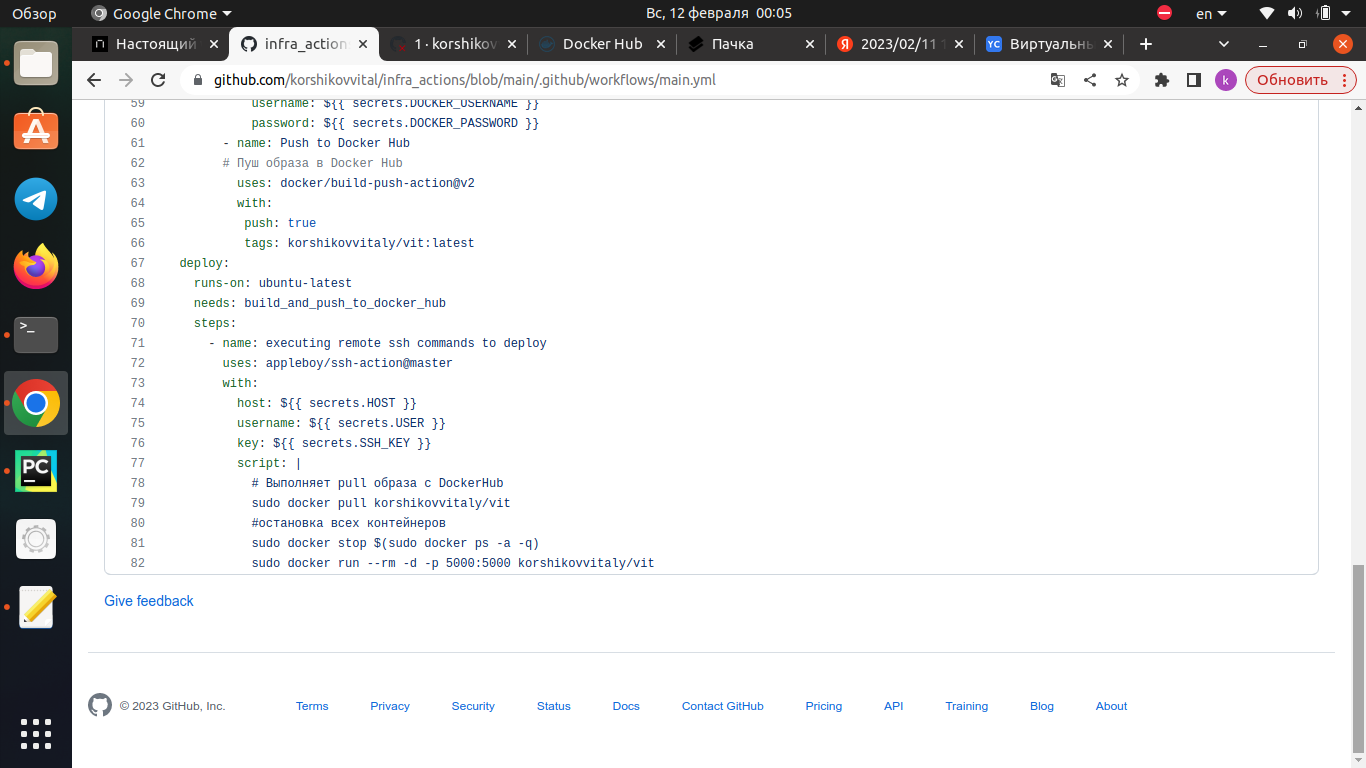 Обзор
Google Chrome
Вс, 12 февраля 00:05
en
Настоящий
infra_action
1 · korshikov
Docker Hub
Пачка
2023/02/11 1
Виртуальны
github.com/korshikovvital/infra_actions/blob/main/.github/workflows/main.yml
k
Обновить
59 username: ${{ secrets.DOCKER_USERNAME }}
60 password: ${{ secrets.DOCKER_PASSWORD }}
61 - name: Push to Docker Hub
62 # Пуш образа в Docker Hub
63 uses: docker/build-push-action@v2
64 with:
65 push: true
66 tags: korshikovvitaly/vit:latest
67 deploy:
68 runs-on: ubuntu-latest
69 needs: build_and_push_to_docker_hub
70 steps:
71 - name: executing remote ssh commands to deploy
72 uses: appleboy/ssh-action@master
73 with:
74 host: ${{ secrets.HOST }}
75 username: ${{ secrets.USER }}
76 key: ${{ secrets.SSH_KEY }}
77 script: |
78 # Выполняет pull образа с DockerHub
79 sudo docker pull korshikovvitaly/vit
80 #остановка всех контейнеров
81 sudo docker stop $(sudo docker ps -a -q)
82 sudo docker run --rm -d -p 5000:5000 korshikovvitaly/vit
Give feedback
© 2023 GitHub, Inc.
Terms
Privacy
Security
Status
Docs
Contact GitHub
Pricing
API
Training
Blog
About